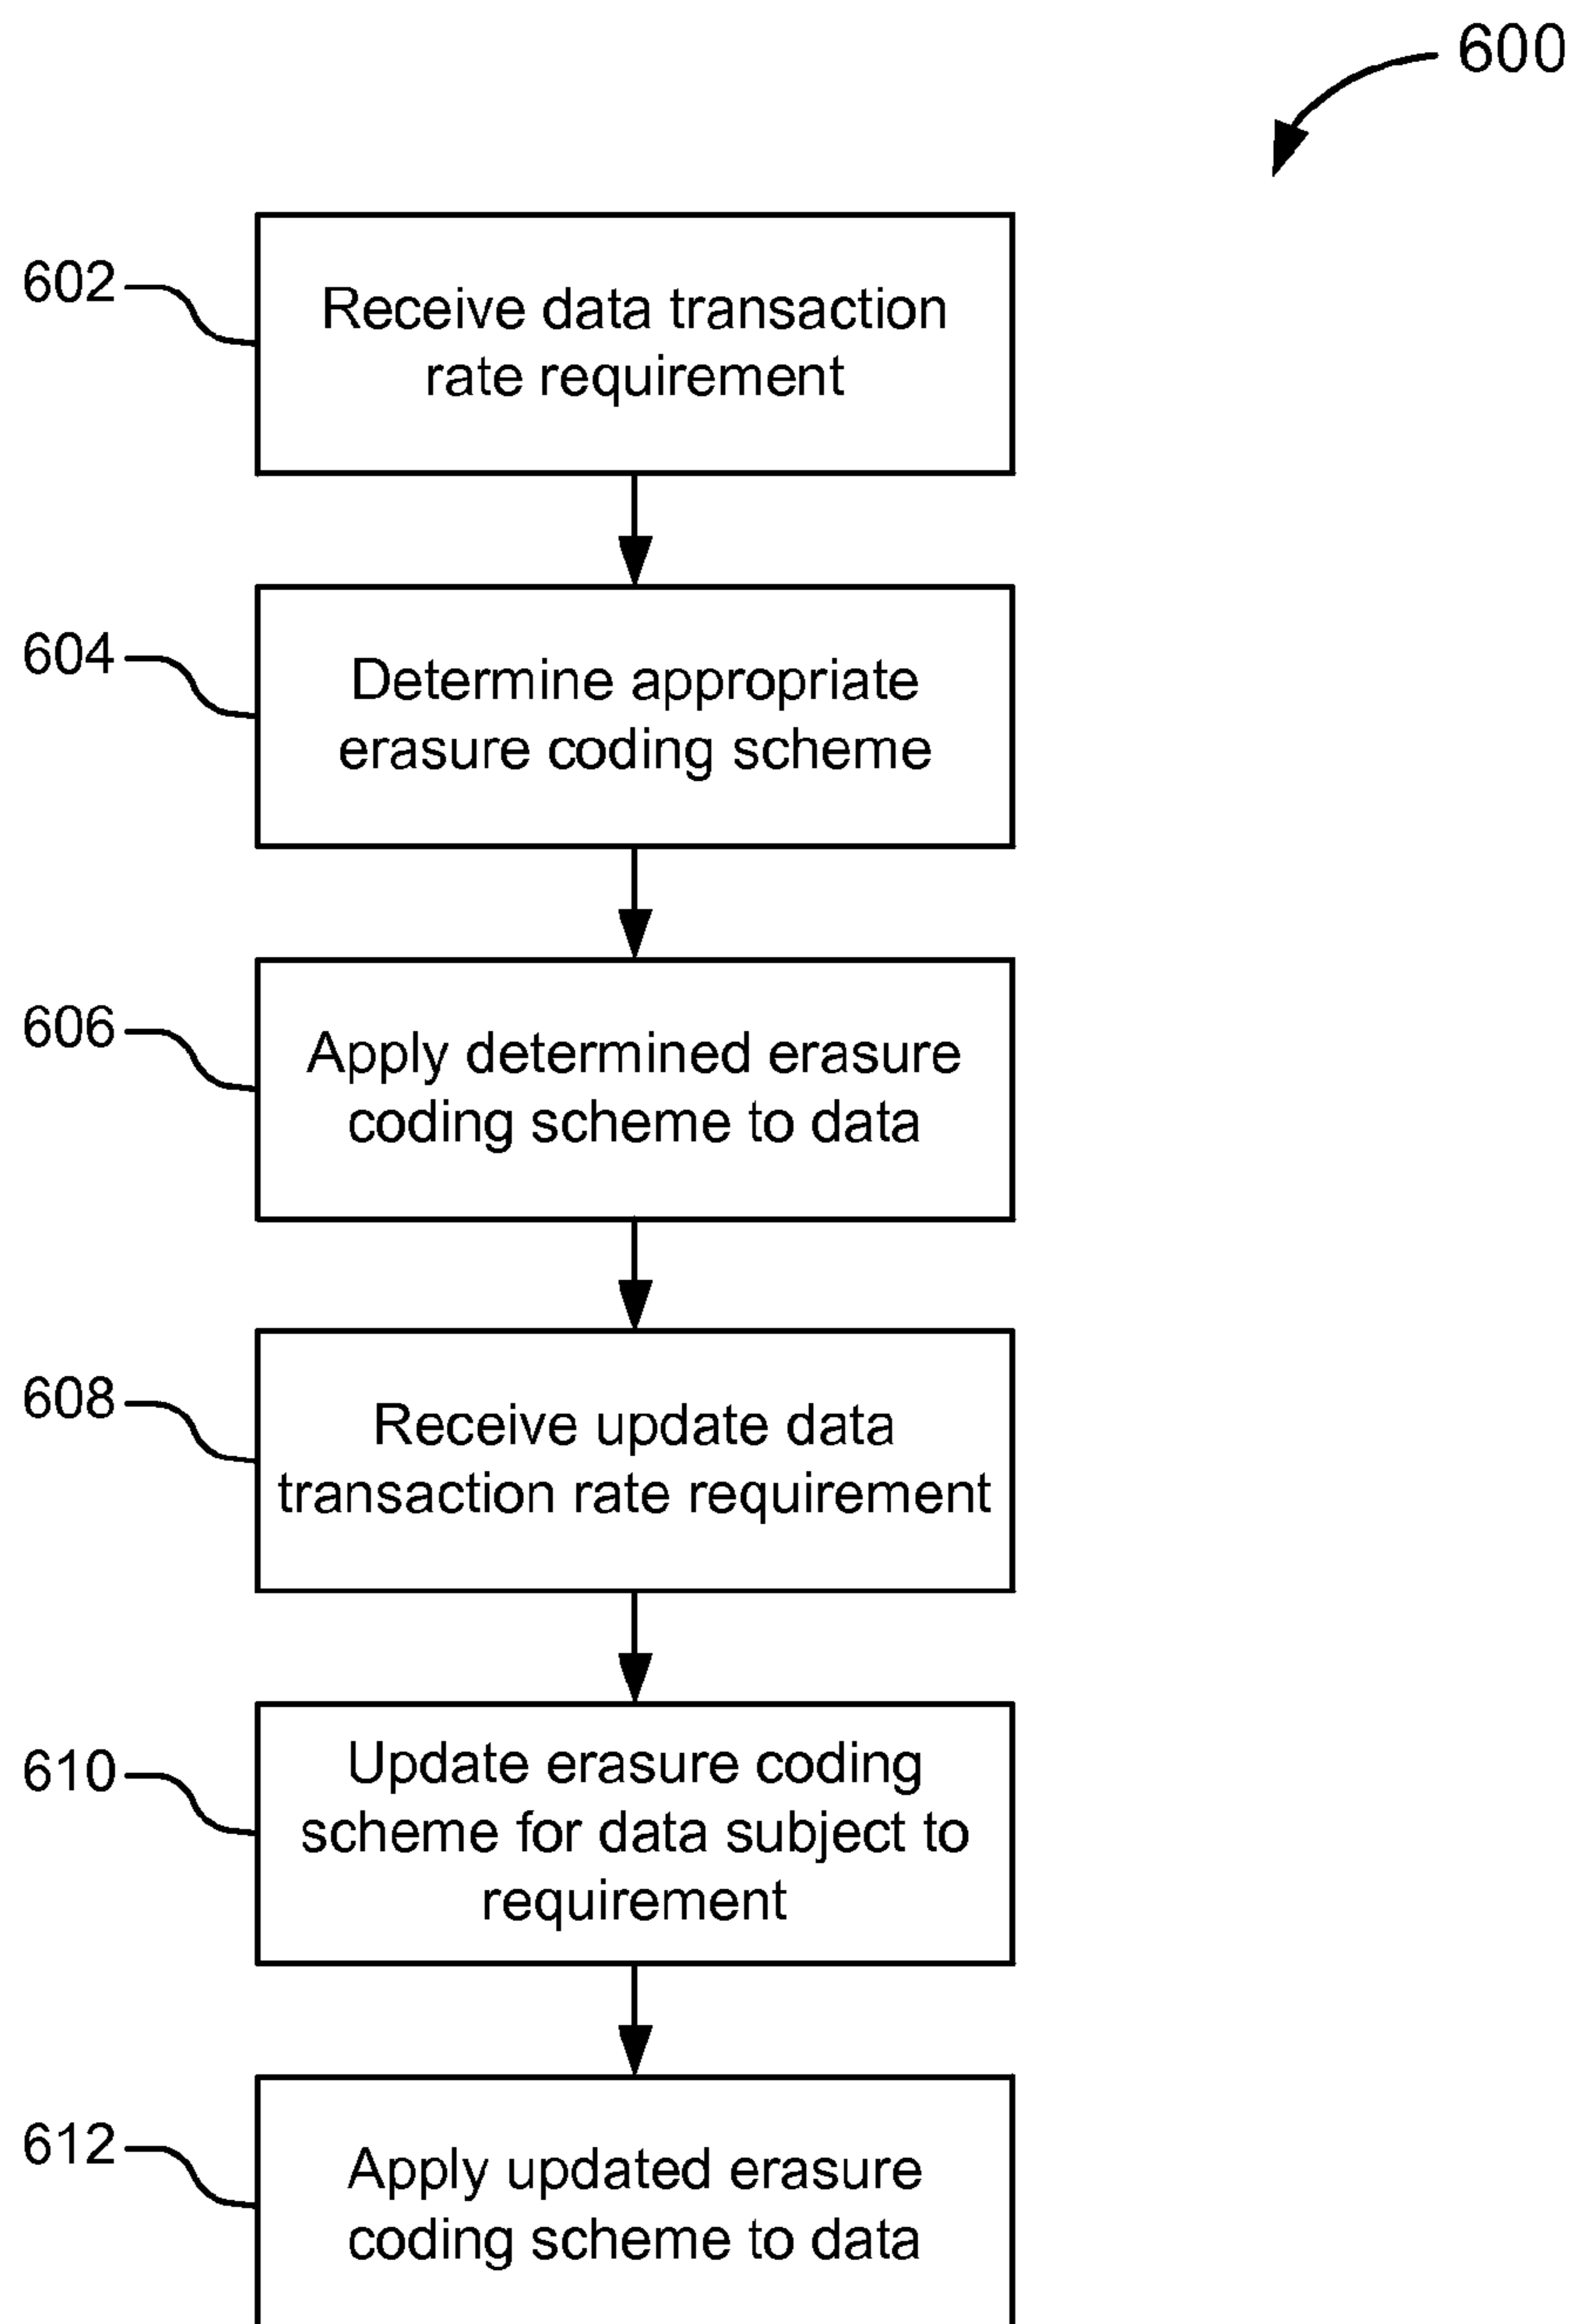 600
602
Receive data transaction
rate requirement
604
Determine appropriate
erasure coding scheme
606
Apply determined erasure
coding scheme to data
608
Receive update data
transaction rate requirement
610
Update erasure coding
scheme for data subject to
requirement
612
Apply updated erasure
coding scheme to data